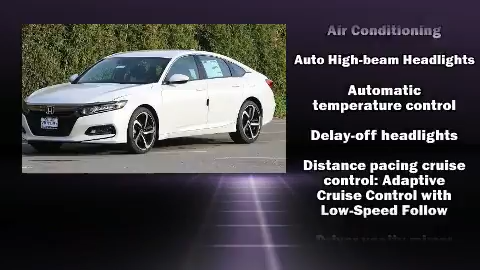 Air Conditioning
Auto High-beam Headlights
Automatic
temperature control
Delay-off headlights
Distance pacing cruise
control: Adaptive
Cruise Control with
Low-Speed Follow